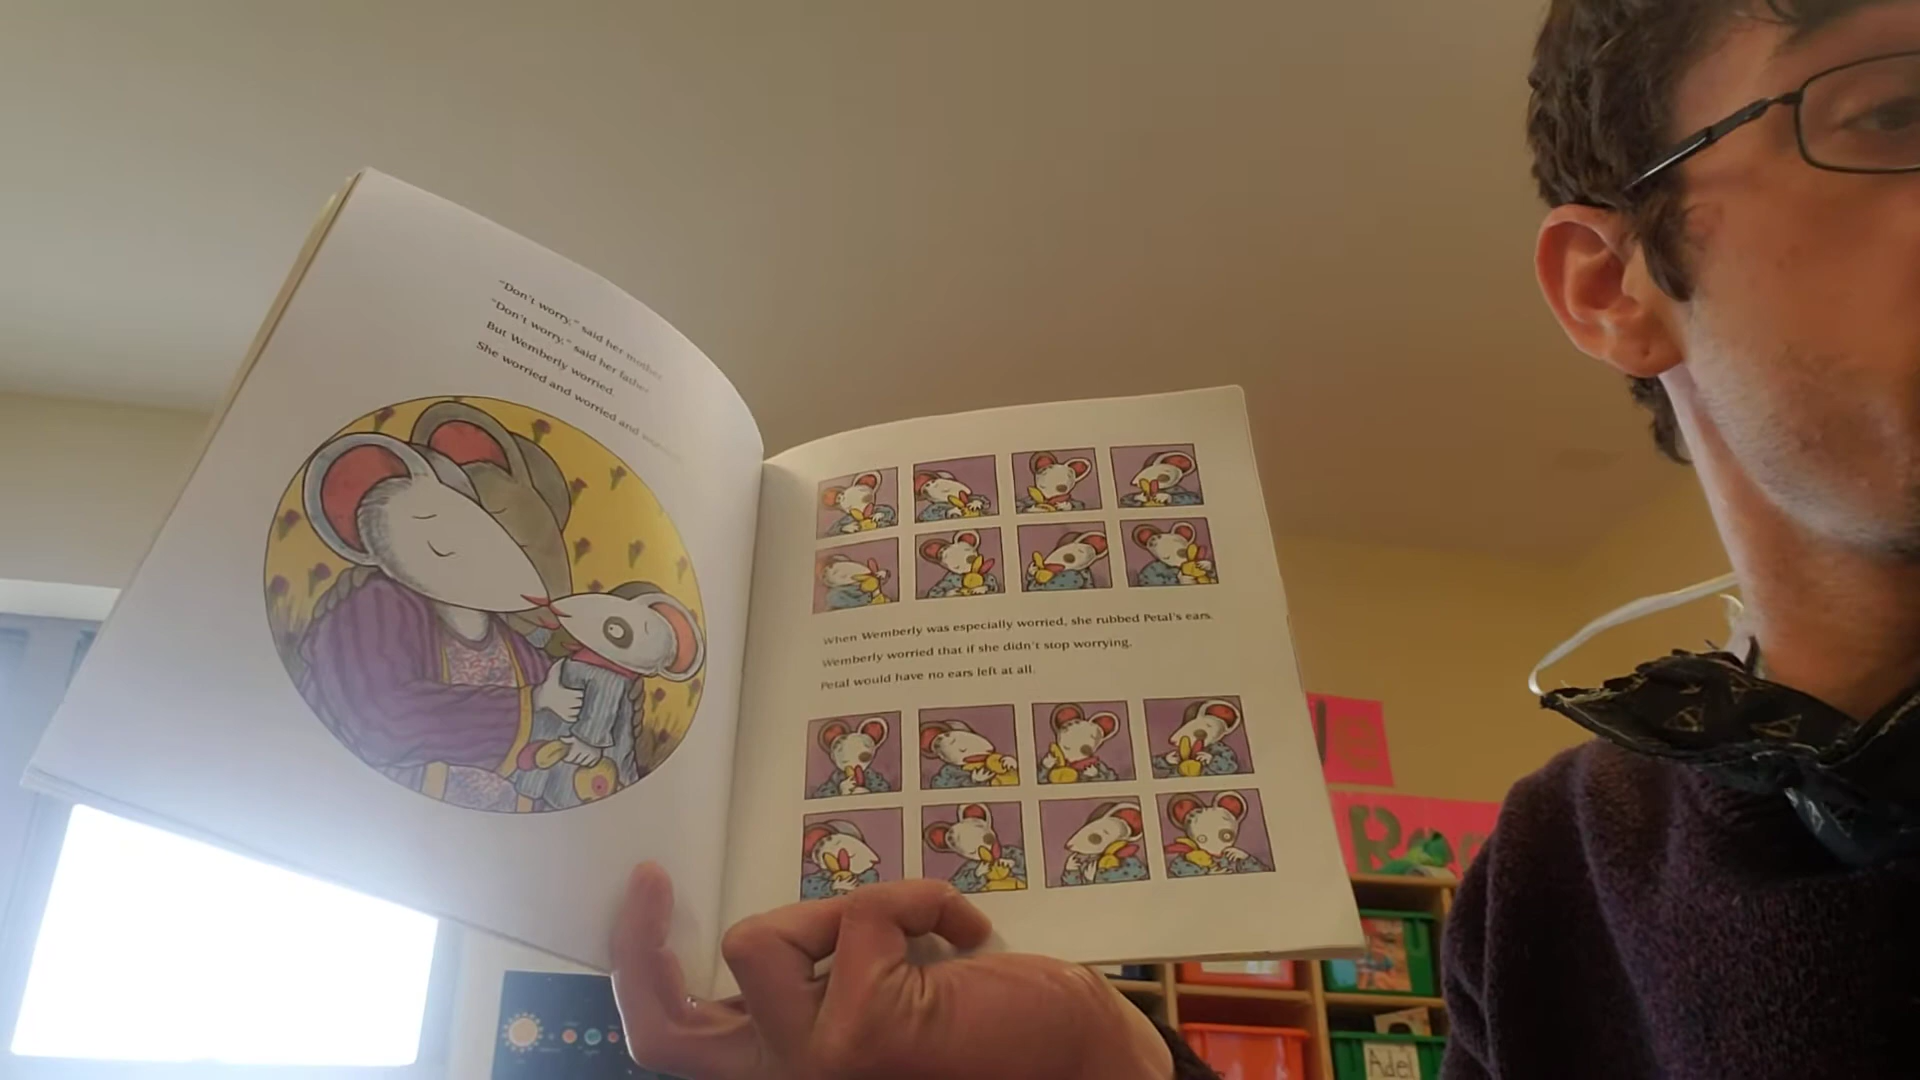 "Don't worry," said her mother.
"Don't worry," said her father.
But Wemberly worried.
She worried and worried and
When Wemberly was especially worried, she rubbed Petal's ears.
Wemberly worried that if she didn't stop worrying,
Petal would have no ears left at all.
Adel